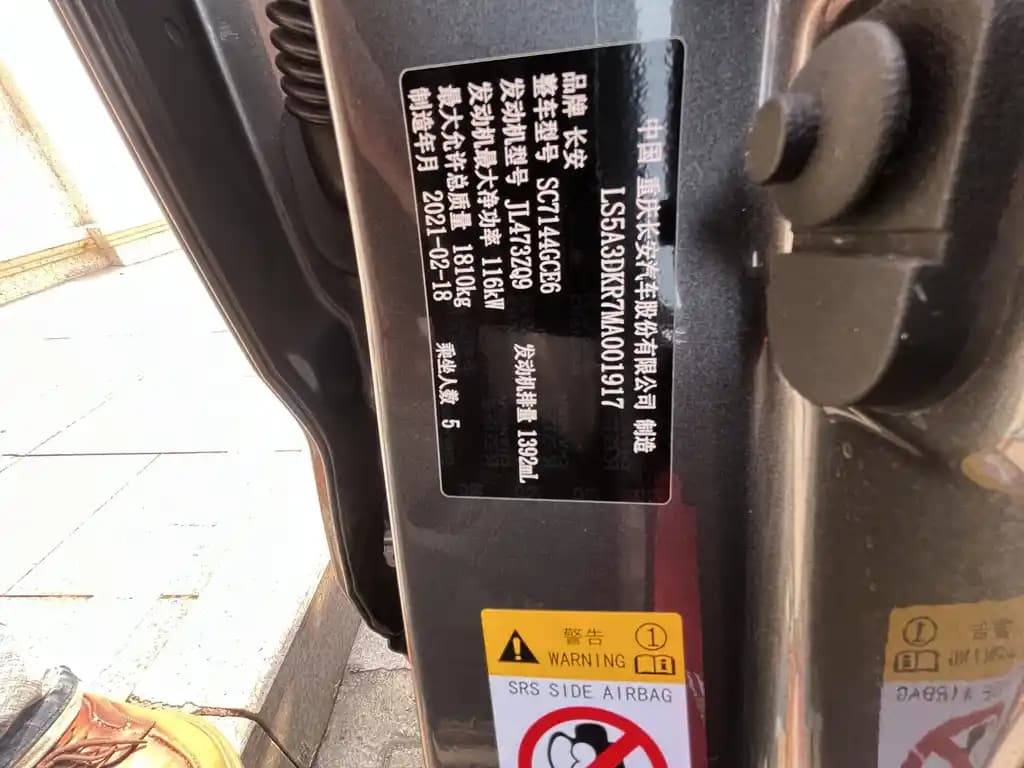 中国 重庆长安汽车股份有限公司 制造
LS5A3DKR7MA001917
品牌 长安
整车型号 SC7144GCE6
发动机型号 JL473ZQ9 发动机排量 1392mL
发动机最大净功率 116kW
最大允许总质量 1810kg
制造年月 2021-02-18 乘坐人数 5
警告 1
WARNING
SRS SIDE AIRBAG